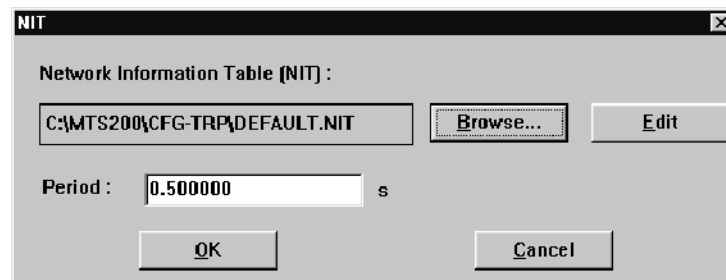 NIT
Network Information Table (NIT) :
C:\MTS200\CFG-TRP\DEFAULT.NIT Browse... Edit
Period : 0.500000 s
OK Cancel